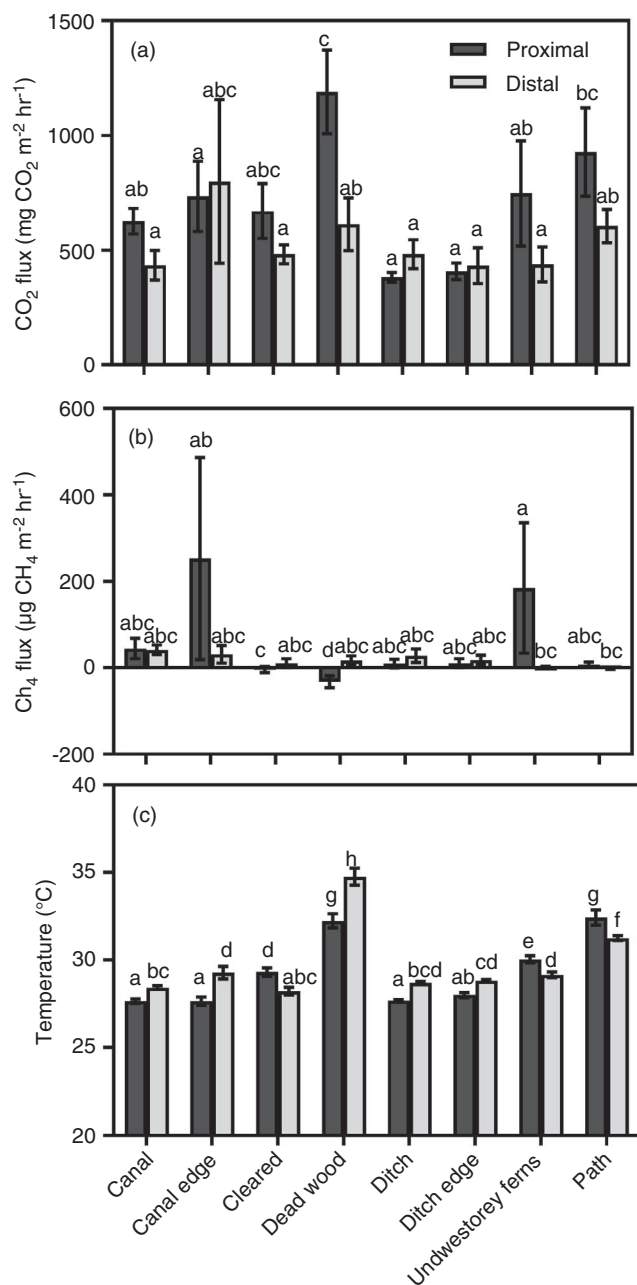 1500
(a)
c
Proximal
Distal
abc
1000
bc
a
abc
ab
ab
ab
ab
500
a
a
a
a
a
a
a
0
CO₂ flux (mg CO₂ m⁻² hr⁻¹)
600
(b)
ab
400
a
200
abc
abc
abc
c
abc
d
abc
abc
abc
abc
abc
bc
abc
bc
0
-200
Ch₄ flux (µg CH₄ m⁻² hr⁻¹)
40
(c)
35
h
g
g
f
30
a
bc
a
d
d
abc
a
bcd
ab
cd
e
d
25
20
Temperature (°C)
Canal
Canal edge
Cleared
Dead wood
Ditch
Ditch edge
Undwestorey ferns
Path